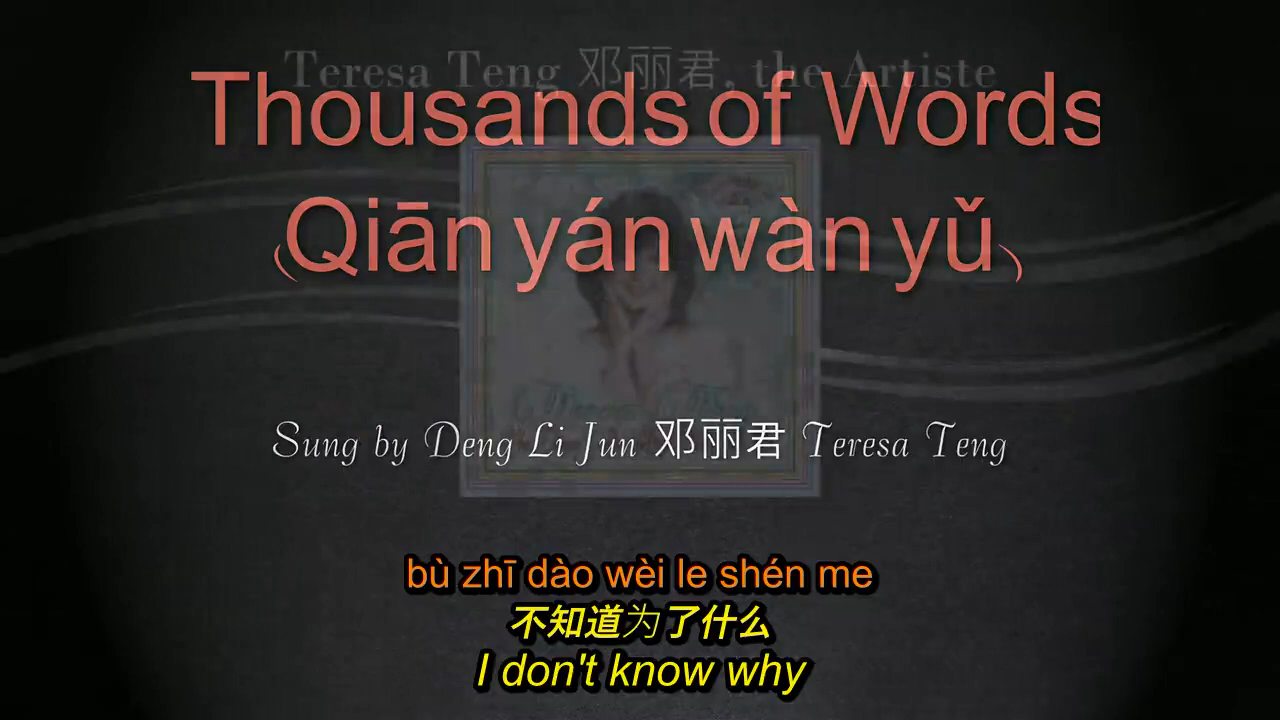 Teresa Teng 邓丽君, the Artiste
Thousands of Words
(Qiān yán wàn yǔ)
Sung by Deng Li Jun 邓丽君 Teresa Teng
bù zhī dào wèi le shén me
不知道为了什么
I don't know why